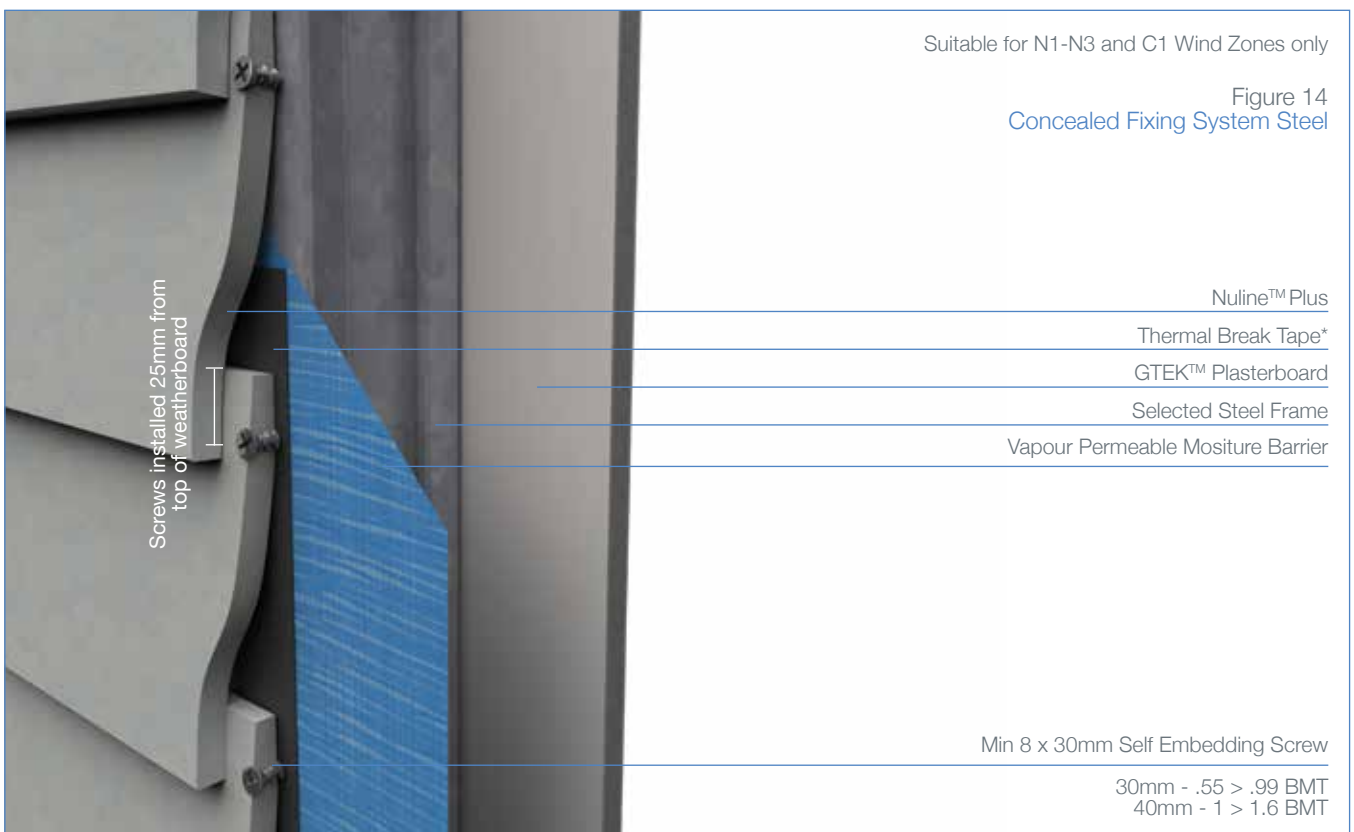 Suitable for N1-N3 and C1 Wind Zones only
Figure 14
Concealed Fixing System Steel
Screws installed 25mm from
top of weatherboard
Nuline™ Plus
Thermal Break Tape*
GTEK™ Plasterboard
Selected Steel Frame
Vapour Permeable Mositure Barrier
Min 8 x 30mm Self Embedding Screw
30mm - .55 > .99 BMT
40mm - 1 > 1.6 BMT